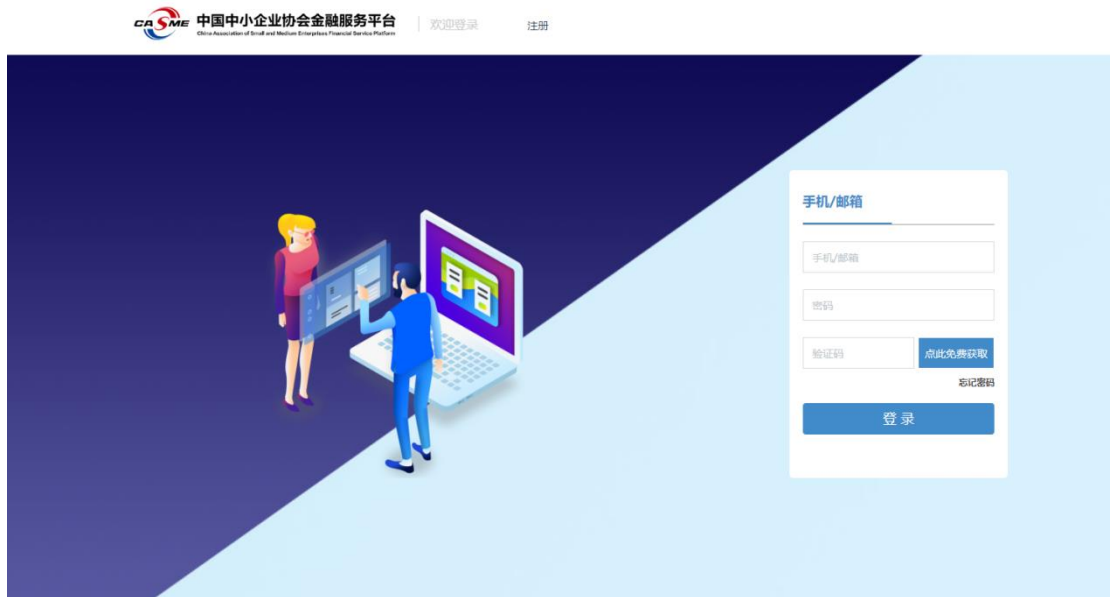 CASME 中国中小企业协会金融服务平台 欢迎登录 注册
China Association of Small and Medium Enterprises Financial Service Platform
手机/邮箱
手机/邮箱
密码
验证码 点此免费获取
忘记密码
登录